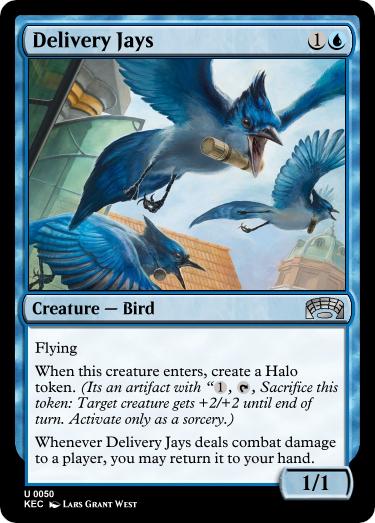 Delivery Jays 1
Creature — Bird
Flying
When this creature enters, create a Halo
token. (Its an artifact with “1, , Sacrifice this
token: Target creature gets +2/+2 until end of
turn. Activate only as a sorcery.)
Whenever Delivery Jays deals combat damage
to a player, you may return it to your hand.
1/1
U 0050
KEC Lars Grant West